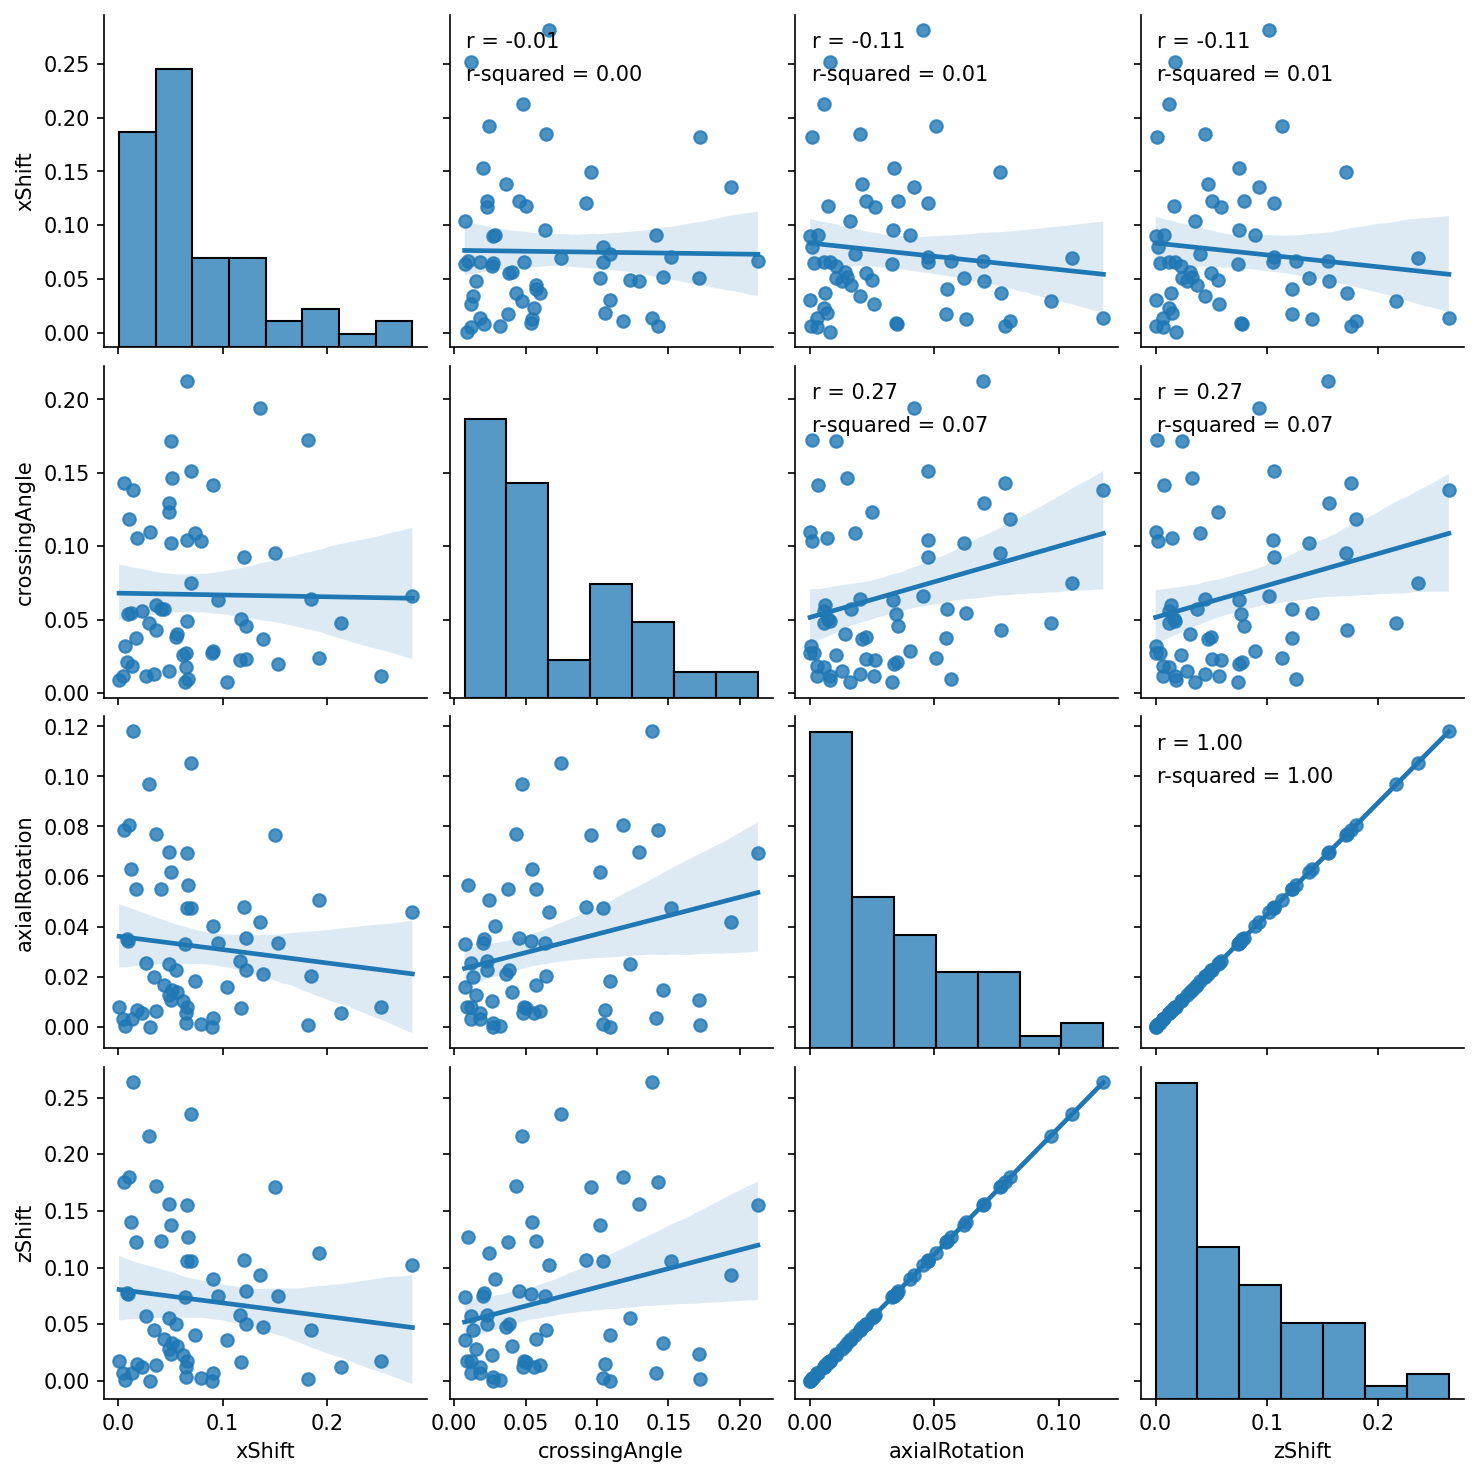 r = -0.01
r-squared = 0.00
r = -0.11
r-squared = 0.01
r = -0.11
r-squared = 0.01
0.25
0.20
0.15
0.10
0.05
0.00
xShift
r = 0.27
r-squared = 0.07
r = 0.27
r-squared = 0.07
0.20
0.15
0.10
0.05
0.00
crossingAngle
r = 1.00
r-squared = 1.00
0.12
0.10
0.08
0.06
0.04
0.02
0.00
axialRotation
0.25
0.20
0.15
0.10
0.05
0.00
zShift
0.0 0.1 0.2
0.00 0.05 0.10 0.15 0.20
0.00 0.05 0.10
0.0 0.1 0.2
xShift
crossingAngle
axialRotation
zShift